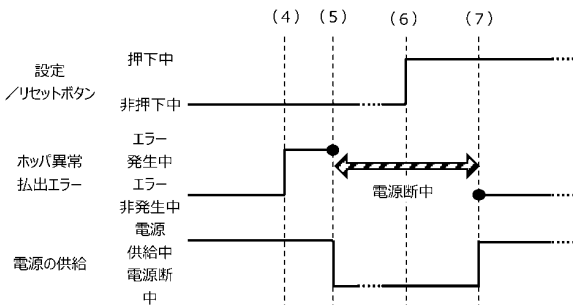 (4)
(5)
(6)
(7)
設定
/リセットボタン
押下中
非押下中
ホッパ異常
払出エラー
エラー
発生中
エラー
非発生中
電源断中
電源の供給
電源
供給中
電源断
中